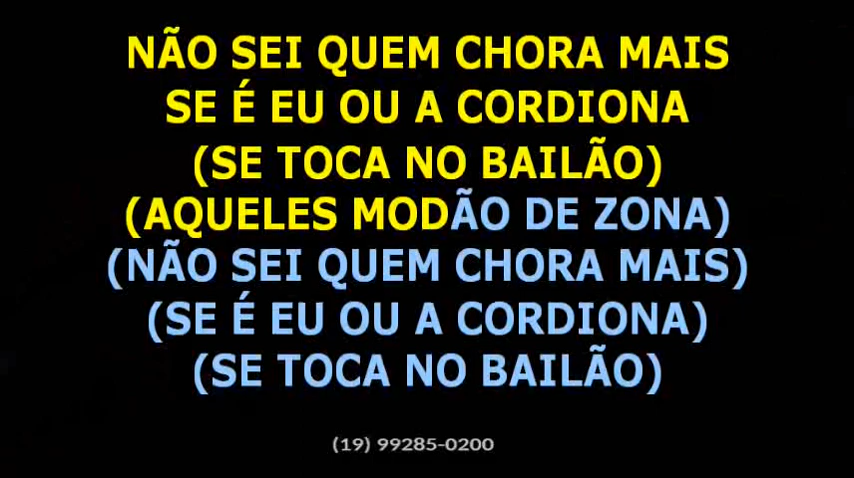 NÃO SEI QUEM CHORA MAIS
SE É EU OU A CORDIONA
(SE TOCA NO BAILÃO)
(AQUELES MODÃO DE ZONA)
(NÃO SEI QUEM CHORA MAIS)
(SE É EU OU A CORDIONA)
(SE TOCA NO BAILÃO)
(19) 99285-0200